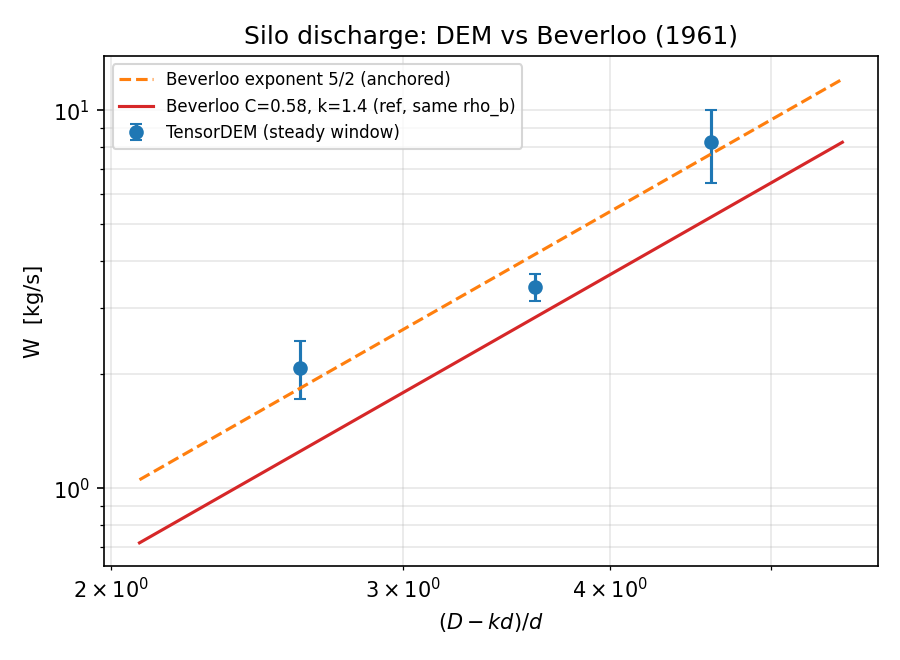 Silo discharge: DEM vs Beverloo (1961)
Beverloo exponent 5/2 (anchored)
Beverloo C=0.58, k=1.4 (ref, same rho_b)
TensorDEM (steady window)
10¹
W [kg/s]
10⁰
2 × 10⁰
3 × 10⁰
4 × 10⁰
(D − kd)/d